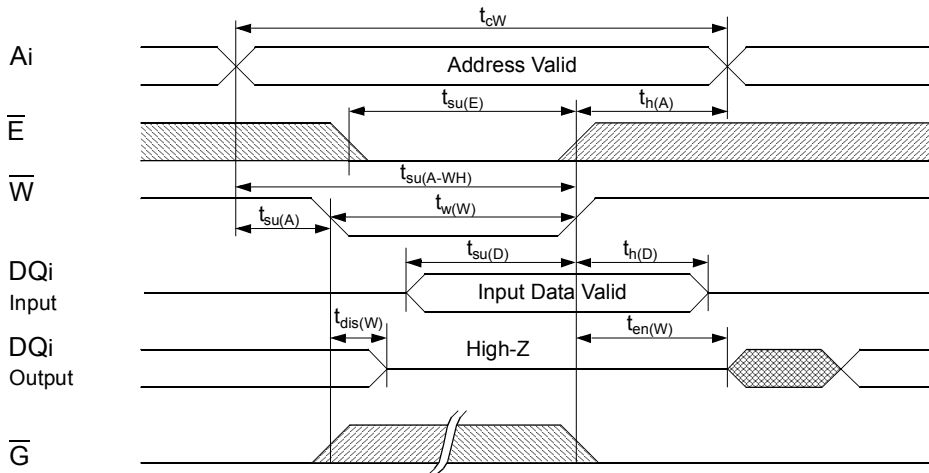 tcW
Ai
Address Valid
tsu(E)
th(A)
E
tsu(A-WH)
W
tw(W)
tsu(A)
DQi
Input
tsu(D)
th(D)
Input Data Valid
tdis(W)
ten(W)
DQi
Output
High-Z
G